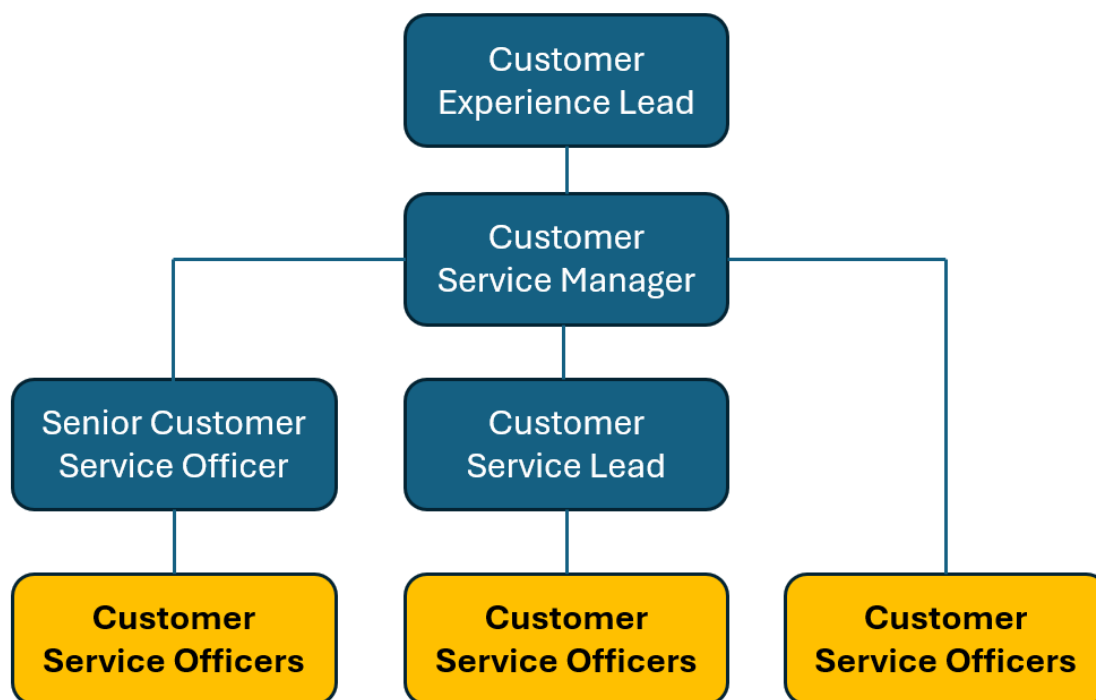 Customer
Experience Lead
Customer
Service Manager
Senior Customer
Service Officer
Customer
Service Lead
Customer
Service Officers
Customer
Service Officers
Customer
Service Officers